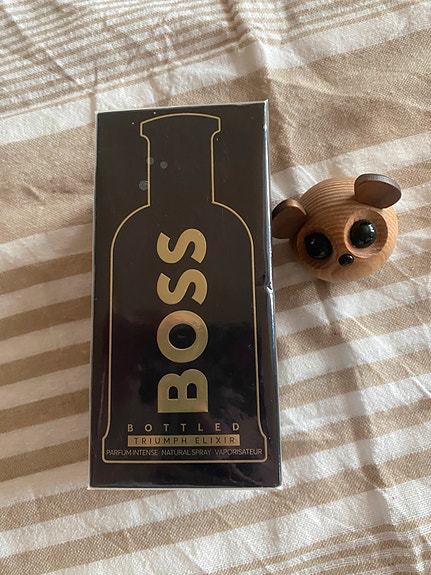 BOSS
BOTTLED
TRIUMPH ELIXIR
PARFUM INTENSE NATURAL SPRAY VAPORISATEUR